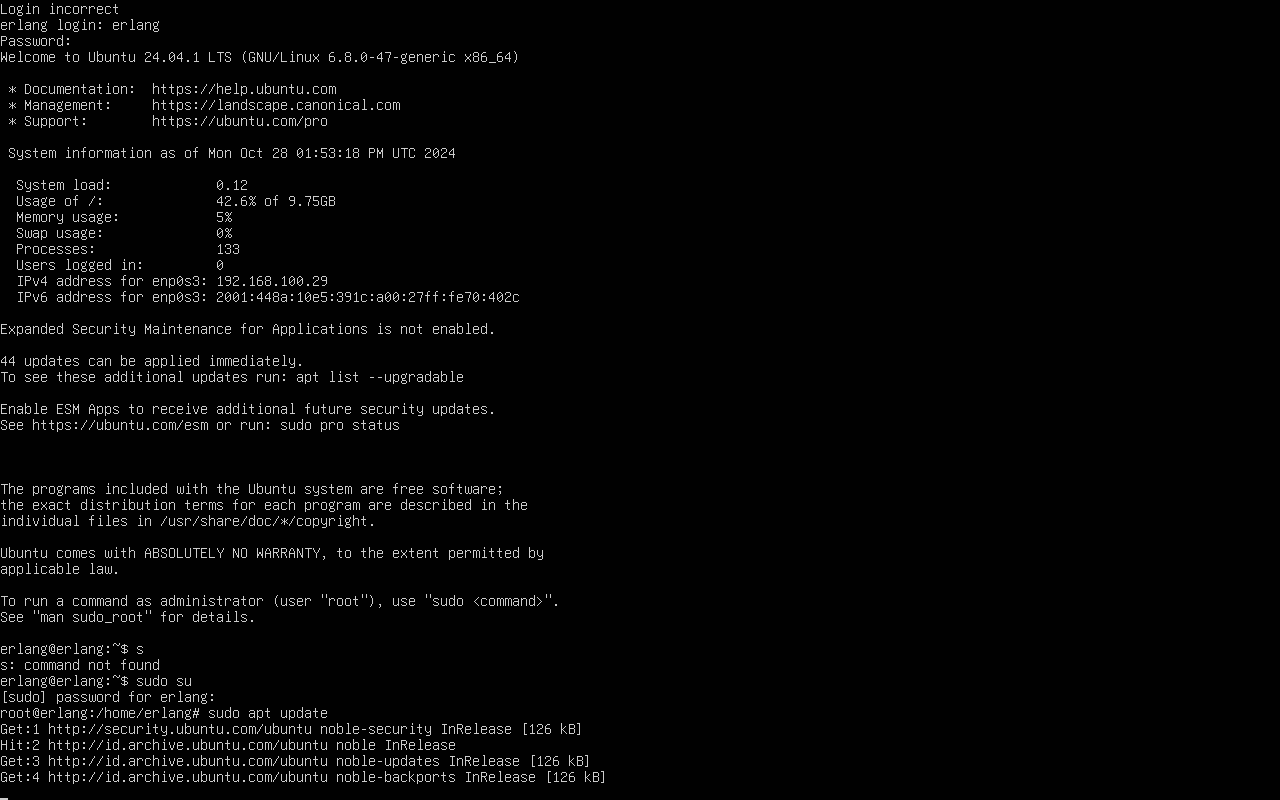 Login incorrect
erlang login: erlang
Password:
Welcome to Ubuntu 24.04.1 LTS (GNU/Linux 6.8.0-47-generic x86_64)
* Documentation:  https://help.ubuntu.com
* Management:     https://landscape.canonical.com
* Support:        https://ubuntu.com/pro
System information as of Mon Oct 28 01:53:18 PM UTC 2024
System load:             0.12
Usage of /:              42.6% of 9.75GB
Memory usage:            5%
Swap usage:              0%
Processes:               133
Users logged in:         0
IPv4 address for enp0s3: 192.168.100.29
IPv6 address for enp0s3: 2001:448a:10e5:391c:a00:27ff:fe70:402c
Expanded Security Maintenance for Applications is not enabled.
44 updates can be applied immediately.
To see these additional updates run: apt list --upgradable
Enable ESM Apps to receive additional future security updates.
See https://ubuntu.com/esm or run: sudo pro status
The programs included with the Ubuntu system are free software;
the exact distribution terms for each program are described in the
individual files in /usr/share/doc/*/copyright.
Ubuntu comes with ABSOLUTELY NO WARRANTY, to the extent permitted by
applicable law.
To run a command as administrator (user "root"), use "sudo <command>".
See "man sudo_root" for details.
erlang@erlang:~$ s
s: command not found
erlang@erlang:~$ sudo su
[sudo] password for erlang:
root@erlang:/home/erlang# sudo apt update
Get:1 http://security.ubuntu.com/ubuntu noble-security InRelease [126 kB]
Hit:2 http://id.archive.ubuntu.com/ubuntu noble InRelease
Get:3 http://id.archive.ubuntu.com/ubuntu noble-updates InRelease [126 kB]
Get:4 http://id.archive.ubuntu.com/ubuntu noble-backports InRelease [126 kB]